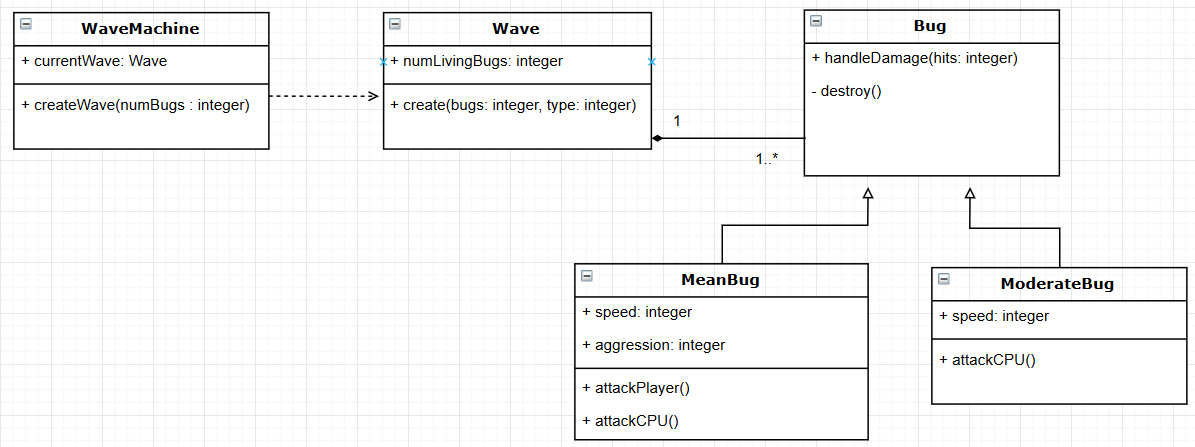 WaveMachine
+ currentWave: Wave
+ createWave(numBugs : integer)
Wave
+ numLivingBugs: integer
+ create(bugs: integer, type: integer)
1
1..*
Bug
+ handleDamage(hits: integer)
- destroy()
MeanBug
+ speed: integer
+ aggression: integer
+ attackPlayer()
+ attackCPU()
ModerateBug
+ speed: integer
+ attackCPU()